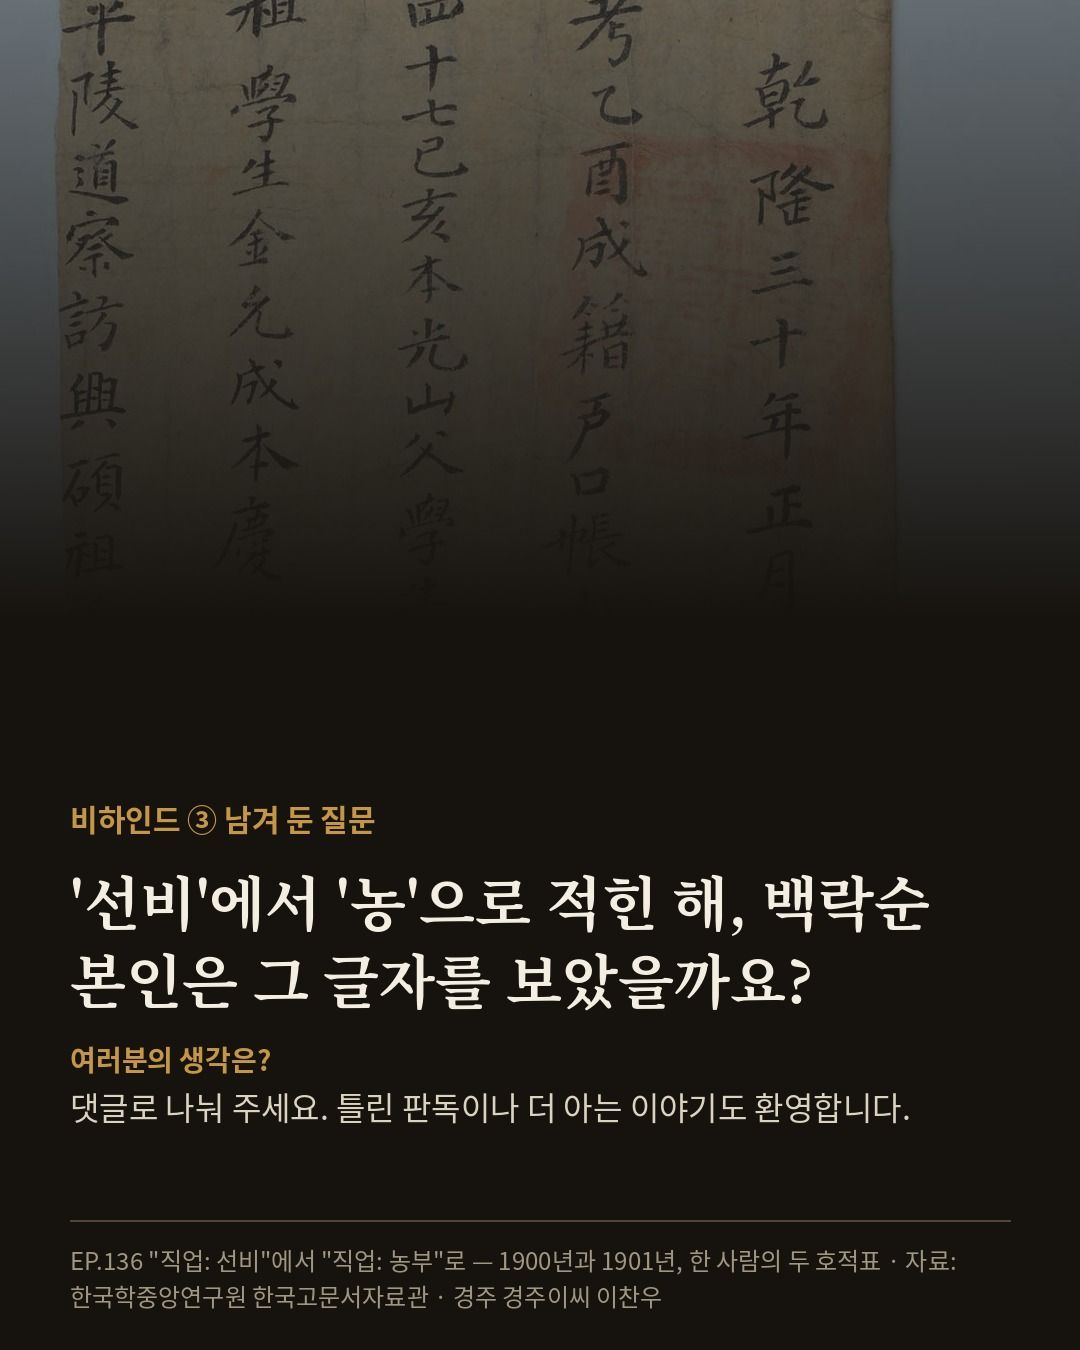 乾隆三十年正月
考乙酉成籍戶口帳
四十七己亥本光山父學生
祖學生金允成本慶
平陵道察訪興碩祖
비하인드 ③ 남겨 둔 질문
'선비'에서 '농'으로 적힌 해, 백락순
본인은 그 글자를 보았을까요?
여러분의 생각은?
댓글로 나눠 주세요. 틀린 판독이나 더 아는 이야기도 환영합니다.
EP.136 "직업: 선비"에서 "직업: 농부"로 — 1900년과 1901년, 한 사람의 두 호적표 · 자료:
한국학중앙연구원 한국고문서자료관 · 경주 경주이씨 이찬우